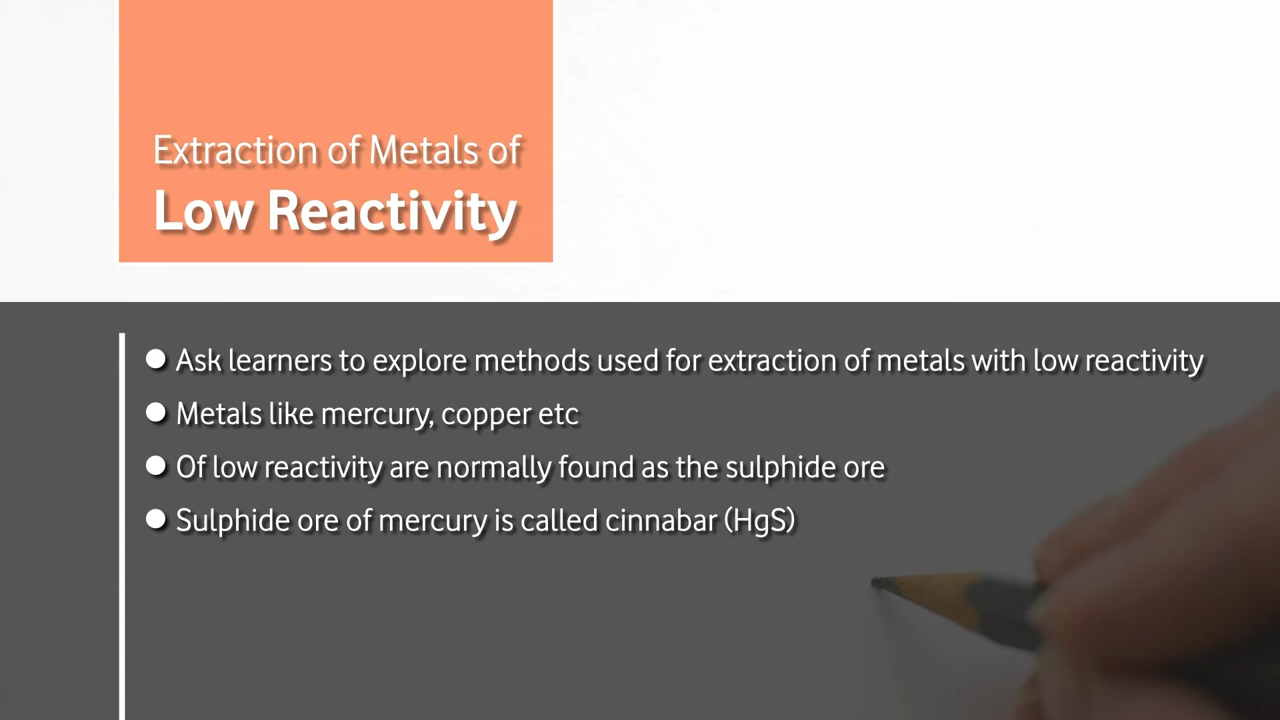 Extraction of Metals of
Low Reactivity
● Ask learners to explore methods used for extraction of metals with low reactivity
● Metals like mercury, copper etc
● Of low reactivity are normally found as the sulphide ore
● Sulphide ore of mercury is called cinnabar (HgS)